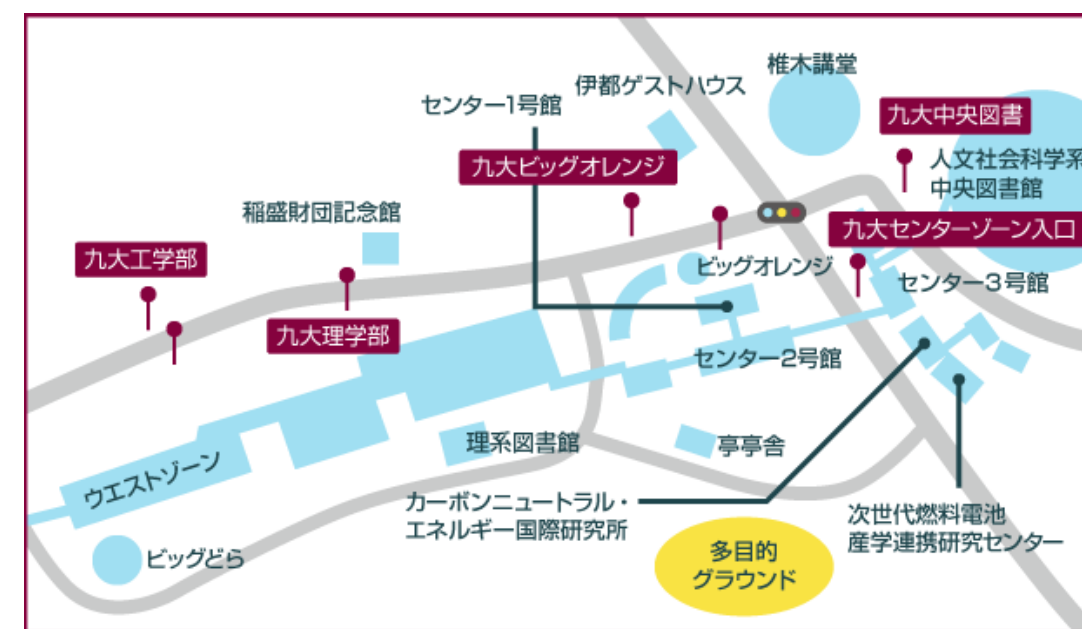 椎木講堂
伊都ゲストハウス
センター1号館
九大中央図書
九大ビッグオレンジ
人文社会科学系
中央図書館
稲盛財団記念館
九大センターゾーン入口
九大工学部
ビッグオレンジ
センター3号館
九大理学部
センター2号館
理系図書館
亭亭舎
ウエストゾーン
カーボンニュートラル・
エネルギー国際研究所
次世代燃料電池
産学連携研究センター
多目的
グラウンド
ビッグどら